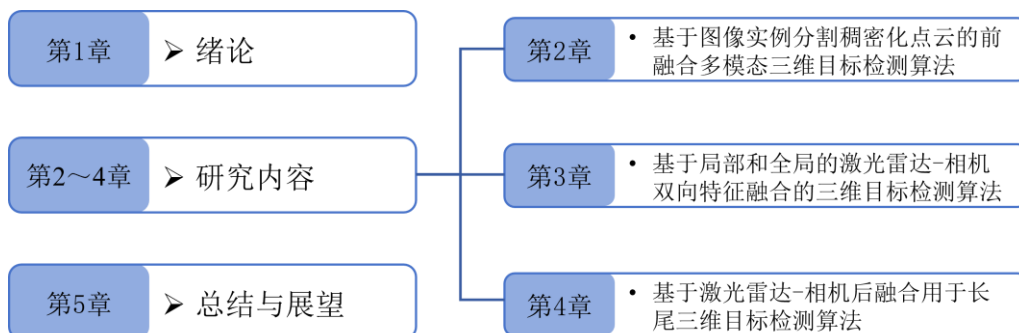 第1章
➢ 绪论
第2～4章
➢ 研究内容
第5章
➢ 总结与展望
第2章
• 基于图像实例分割稠密化点云的前
融合多模态三维目标检测算法
第3章
• 基于局部和全局的激光雷达-相机
双向特征融合的三维目标检测算法
第4章
• 基于激光雷达-相机后融合用于长
尾三维目标检测算法